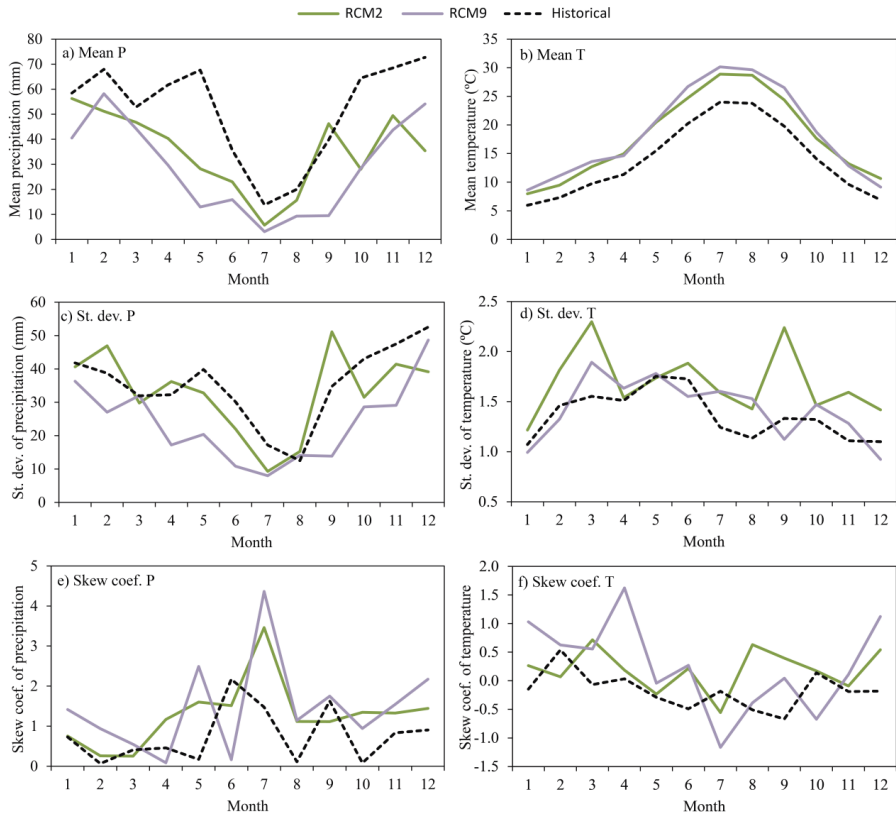 RCM2 RCM9 Historical
a) Mean P
Mean precipitation (mm)
80
70
60
50
40
30
20
10
0
1 2 3 4 5 6 7 8 9 10 11 12
Month
b) Mean T
Mean temperature (ºC)
35
30
25
20
15
10
5
0
1 2 3 4 5 6 7 8 9 10 11 12
Month
c) St. dev. P
St. dev. of precipitation (mm)
60
50
40
30
20
10
0
1 2 3 4 5 6 7 8 9 10 11 12
Month
d) St. dev. T
St. dev. of temperature (ºC)
2.5
2.0
1.5
1.0
0.5
1 2 3 4 5 6 7 8 9 10 11 12
Month
e) Skew coef. P
Skew coef. of precipitation
5
4
3
2
1
0
1 2 3 4 5 6 7 8 9 10 11 12
Month
f) Skew coef. T
Skew coef. of temperature
2.0
1.5
1.0
0.5
0.0
-0.5
-1.0
-1.5
1 2 3 4 5 6 7 8 9 10 11 12
Month